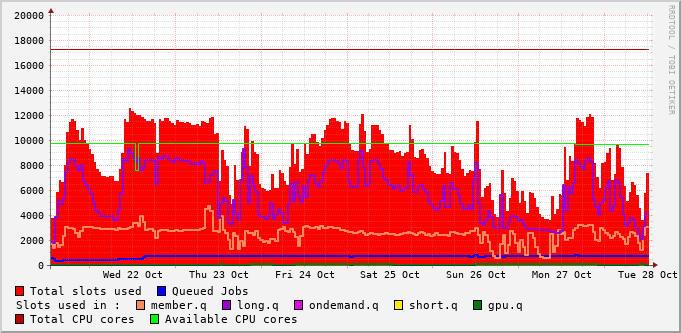 RRDTOOL / TOBI OETIKER
20000
18000
16000
14000
12000
10000
8000
6000
4000
2000
0
Wed 22 Oct Thu 23 Oct Fri 24 Oct Sat 25 Oct Sun 26 Oct Mon 27 Oct Tue 28 Oct
Total slots used Queued Jobs
Slots used in : member.q long.q ondemand.q short.q gpu.q
Total CPU cores Available CPU cores